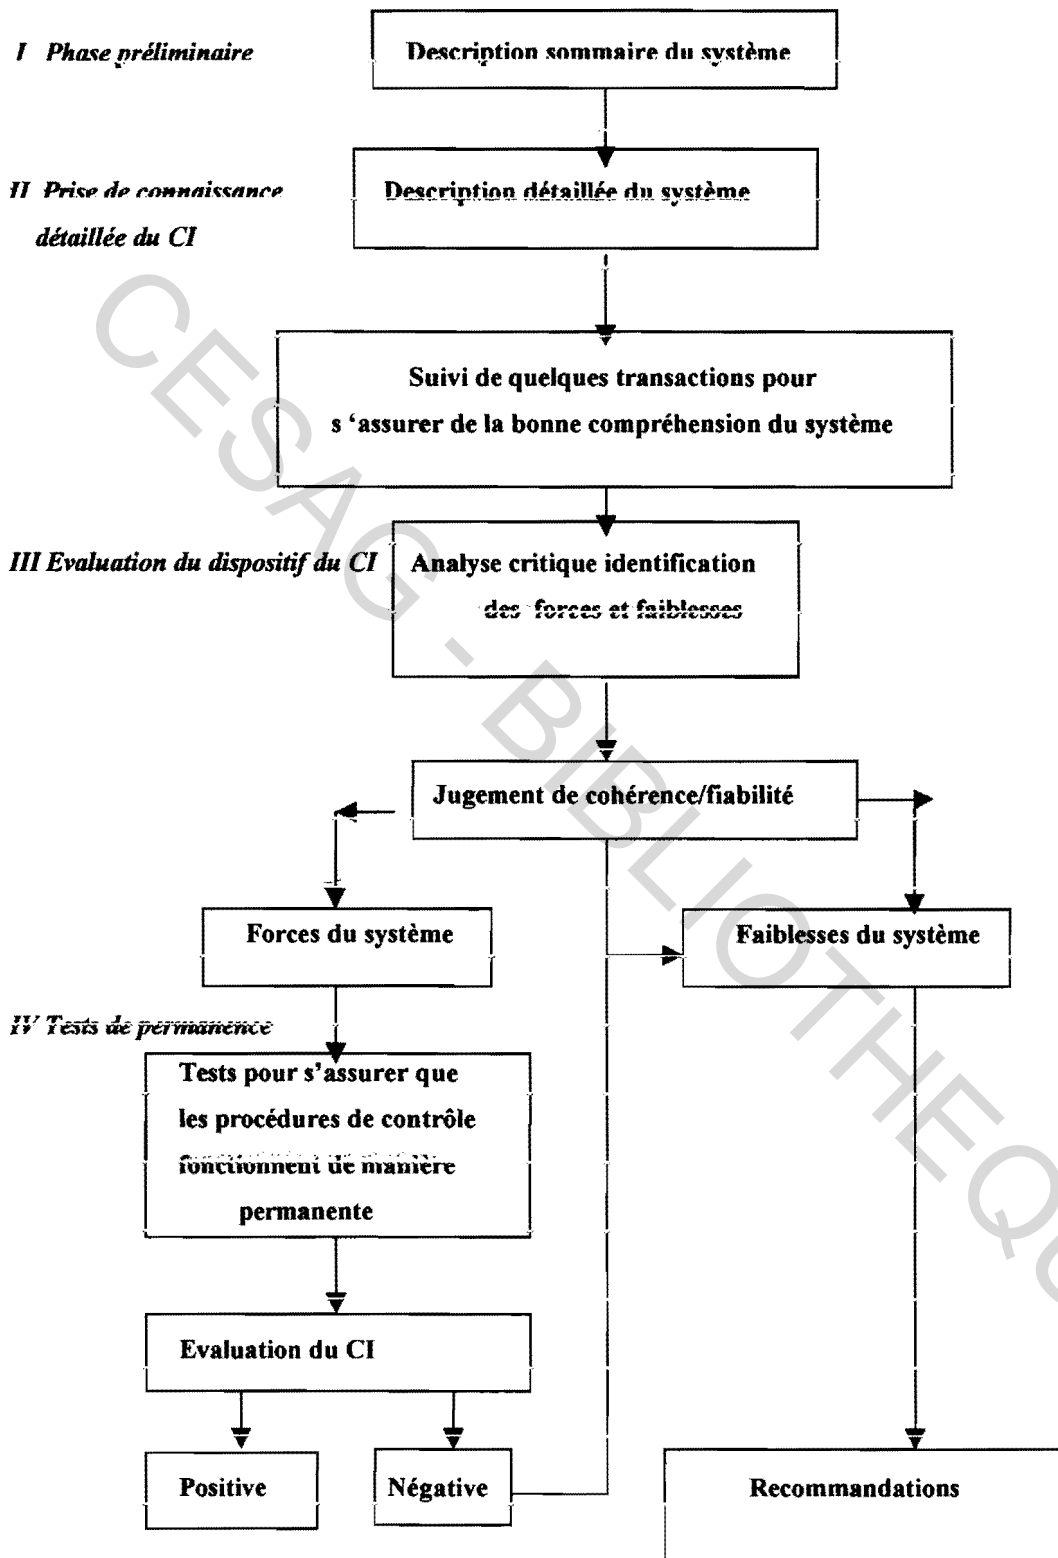 I Phase préliminaire
Description sommaire du système
II Prise de connaissance
détaillée du CI
Description détaillée du système
Suivi de quelques transactions pour
s ‘assurer de la bonne compréhension du système
III Evaluation du dispositif du CI
Analyse critique identification
des forces et faiblesses
Jugement de cohérence/fiabilité
Forces du système
Faiblesses du système
IV Tests de permanence
Tests pour s’assurer que
les procédures de contrôle
fonctionnent de manière
permanente
Evaluation du CI
Positive
Négative
Recommandations
CESAG - BIBLIOTHEQU